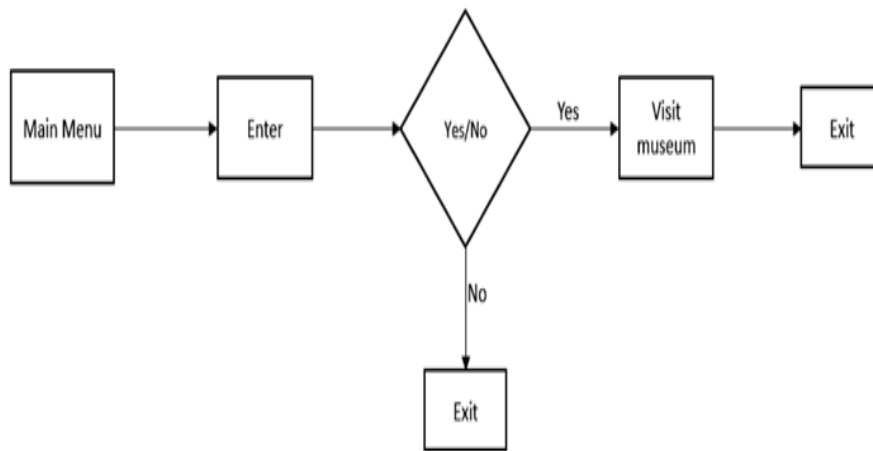 Main Menu
Enter
Yes/No
Yes
Visit
museum
Exit
No
Exit